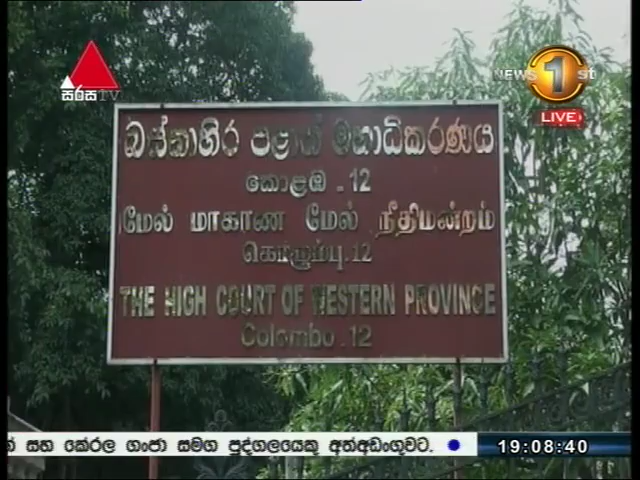 සිරස TV
NEWS 1st
LIVE
බස්නාහිර පළාත් මහාධිකරණය
කොළඹ . 12
மேல் மாகாண மேல் நீதிமன்றம்
கொழும்பு . 12
THE HIGH COURT OF WESTERN PROVINCE
Colombo . 12
සහ කේරල ගංජා සමග පුද්ගලයෙකු අත්අඩංගුවට.
19:08:40